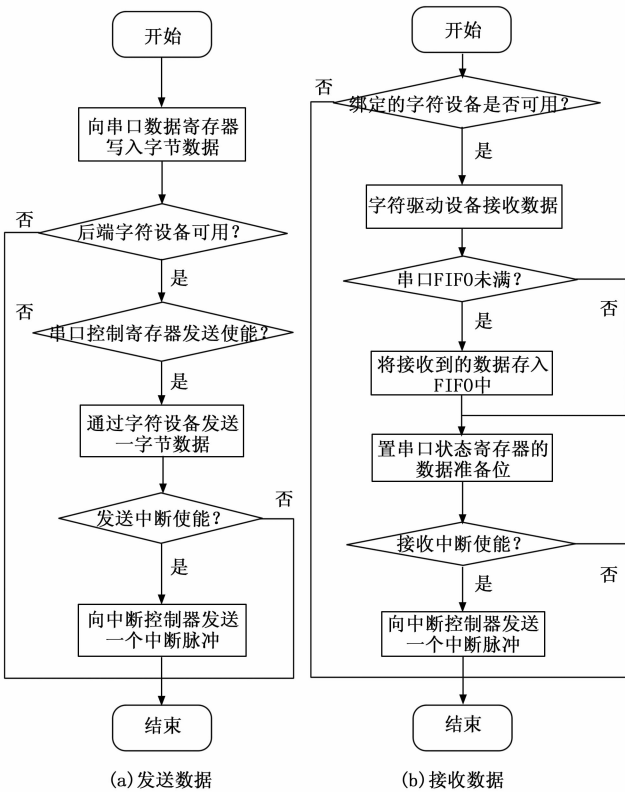 开始
向串口数据寄存器
写入字节数据
否
后端字符设备可用？
是
否
串口控制寄存器发送使能？
是
通过字符设备发送
一字节数据
否
发送中断使能？
是
向中断控制器发送
一个中断脉冲
结束
(a)发送数据
开始
否
绑定的字符设备是否可用？
是
字符驱动设备接收数据
串口FIFO未满？
否
是
将接收到的数据存入
FIFO中
置串口状态寄存器的
数据准备位
接收中断使能？
否
是
向中断控制器发送
一个中断脉冲
结束
(b)接收数据